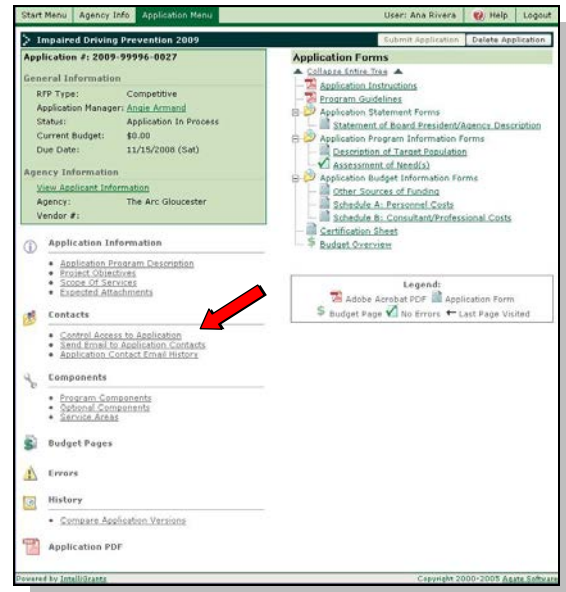 Start Menu Agency Info Application Menu User: Ana Rivera Help Logout
Impaired Driving Prevention 2009 Submit Application Delete Application
Application #: 2009-99996-0027
General Information
RFP Type: Competitive
Application Manager: Angie Armand
Status: Application In Process
Current Budget: $0.00
Due Date: 11/15/2008 (Sat)
Agency Information
View Applicant Information
Agency: The Arc Gloucester
Vendor #:
Application Information
Application Program Description
Project Objectives
Scope Of Services
Expected Attachments
Contacts
Control Access to Application
Send Email to Application Contacts
Application Contact Email History
Components
Program Components
Optional Components
Service Areas
Budget Pages
Errors
History
Compare Application Versions
Application PDF
Application Forms
Collapse Entire Tree
Application Instructions
Program Guidelines
Application Statement Forms
Statement of Board President/Agency Description
Application Program Information Forms
Description of Target Population
Assessment of Need(s)
Application Budget Information Forms
Other Sources of Funding
Schedule A: Personnel Costs
Schedule B: Consultant/Professional Costs
Certification Sheet
$ Budget Overview
Legend:
Adobe Acrobat PDF Application Form
$ Budget Page No Errors Last Page Visited
Powered by IntelliGrants Copyright 2000-2005 Agate Software